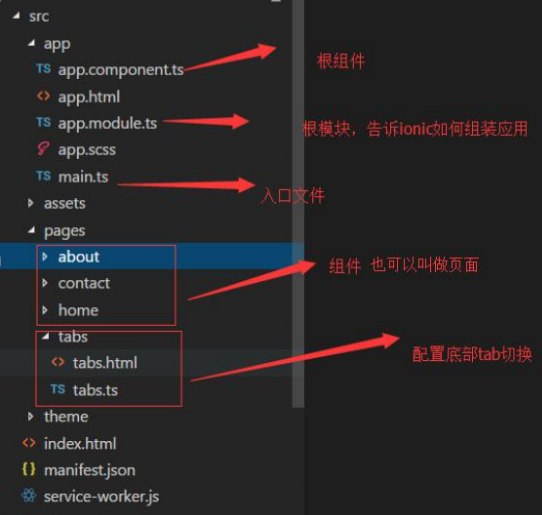 src
app
TS app.component.ts
根组件
<> app.html
TS app.module.ts
根模块，告诉ionic如何组装应用
app.scss
TS main.ts
入口文件
assets
pages
about
组件 也可以叫做页面
contact
home
tabs
配置底部tab切换
<> tabs.html
TS tabs.ts
theme
<> index.html
{} manifest.json
service-worker.js